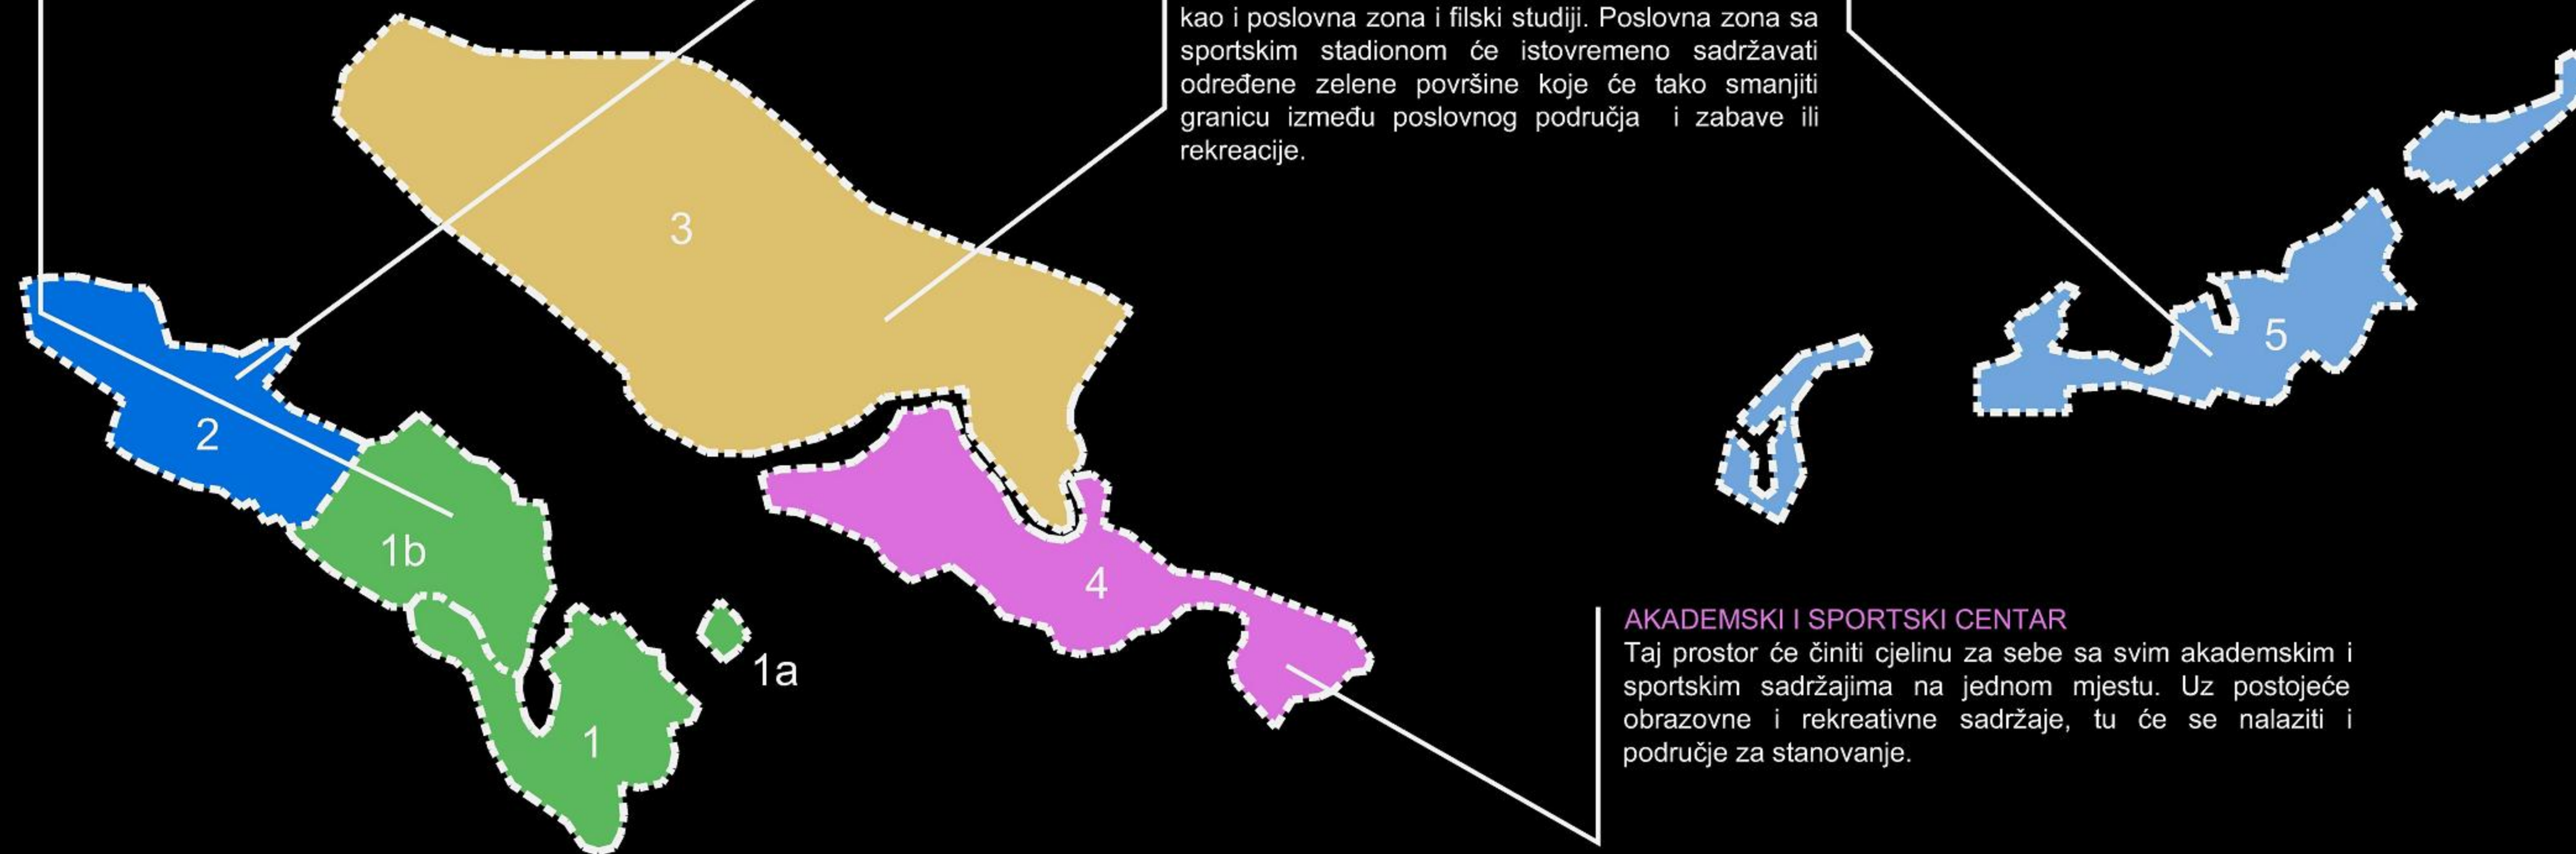 kao i poslovna zona i filski studiji. Poslovna zona sa
sportskim stadionom će istovremeno sadržavati
određene zelene površine koje će tako smanjiti
granicu između poslovnog područja i zabave ili
rekreacije.
3
5
2
1b
4
1a
1
AKADEMSKI I SPORTSKI CENTAR
Taj prostor će činiti cjelinu za sebe sa svim akademskim i
sportskim sadržajima na jednom mjestu. Uz postojeće
obrazovne i rekreativne sadržaje, tu će se nalaziti i
područje za stanovanje.